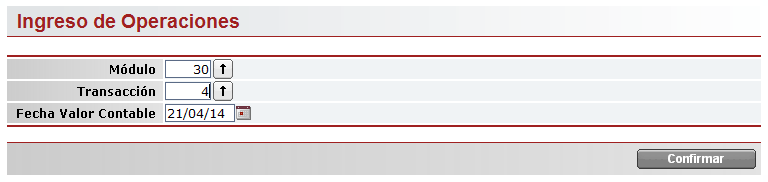 Ingreso de Operaciones
Módulo 30
Transacción 4
Fecha Valor Contable 21/04/14
Confirmar